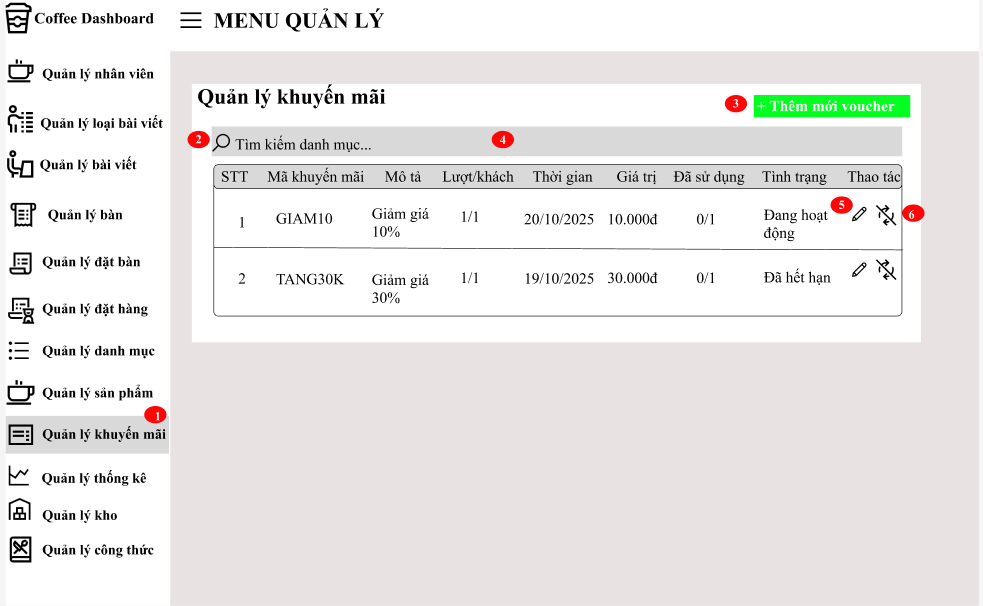 Coffee Dashboard
MENU QUẢN LÝ
Quản lý nhân viên
Quản lý loại bài viết
Quản lý bài viết
Quản lý bàn
Quản lý đặt bàn
Quản lý đặt hàng
Quản lý danh mục
Quản lý sản phẩm
1
Quản lý khuyến mãi
Quản lý thống kê
Quản lý kho
Quản lý công thức
Quản lý khuyến mãi
3 + Thêm mới voucher
2 Tìm kiếm danh mục... 4
STT Mã khuyến mãi Mô tả Lượt/khách Thời gian Giá trị Đã sử dụng Tình trạng Thao tác
1 GIAM10 Giảm giá 10% 1/1 20/10/2025 10.000đ 0/1 Đang hoạt động 5 6
2 TANG30K Giảm giá 30% 1/1 19/10/2025 30.000đ 0/1 Đã hết hạn